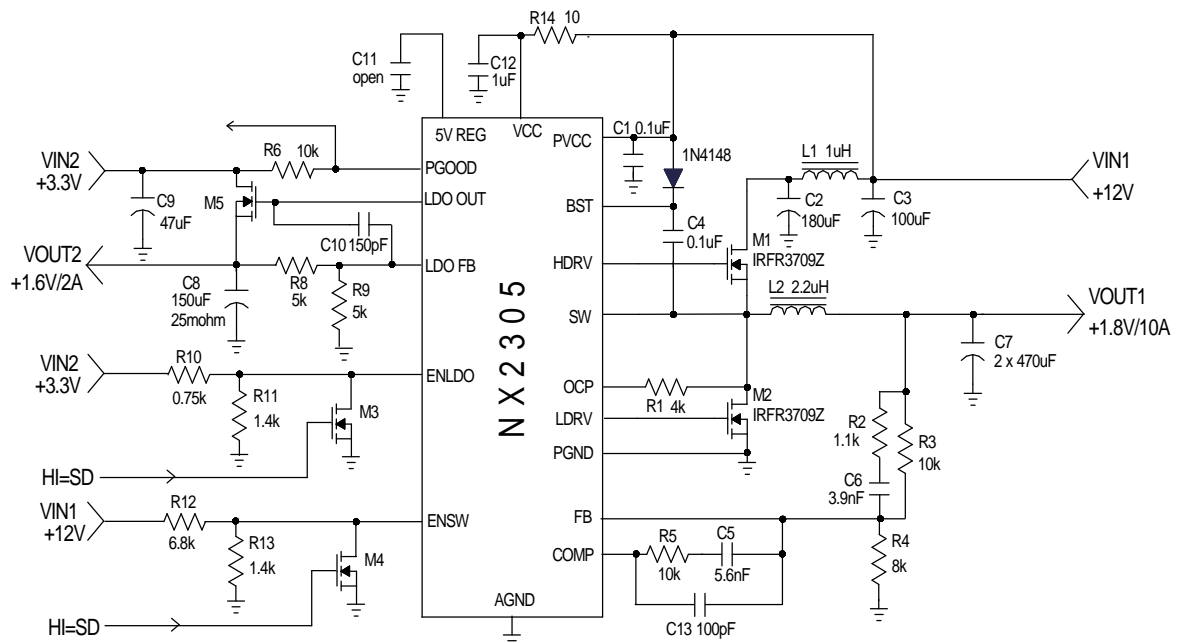 R14 10
C11
open
C12
1uF
5V REG
VCC
PVCC
C1 0.1uF
1N4148
L1 1uH
VIN1
+12V
VIN2
+3.3V
R6 10k
PGOOD
C9
47uF
M5
LDO OUT
BST
C4
0.1uF
C2
180uF
C3
100uF
C10 150pF
M1
IRFR3709Z
HDRV
VOUT2
+1.6V/2A
LDO FB
C8
150uF
25mohm
R8
5k
R9
5k
NX2305
SW
L2 2.2uH
VOUT1
+1.8V/10A
C7
2 x 470uF
VIN2
+3.3V
R10
0.75k
ENLDO
R11
1.4k
M3
OCP
R1 4k
M2
IRFR3709Z
LDRV
PGND
R2
1.1k
R3
10k
C6
3.9nF
HI=SD
VIN1
+12V
R12
6.8k
ENSW
R13
1.4k
M4
FB
COMP
R5
10k
C5
5.6nF
R4
8k
C13 100pF
AGND
HI=SD